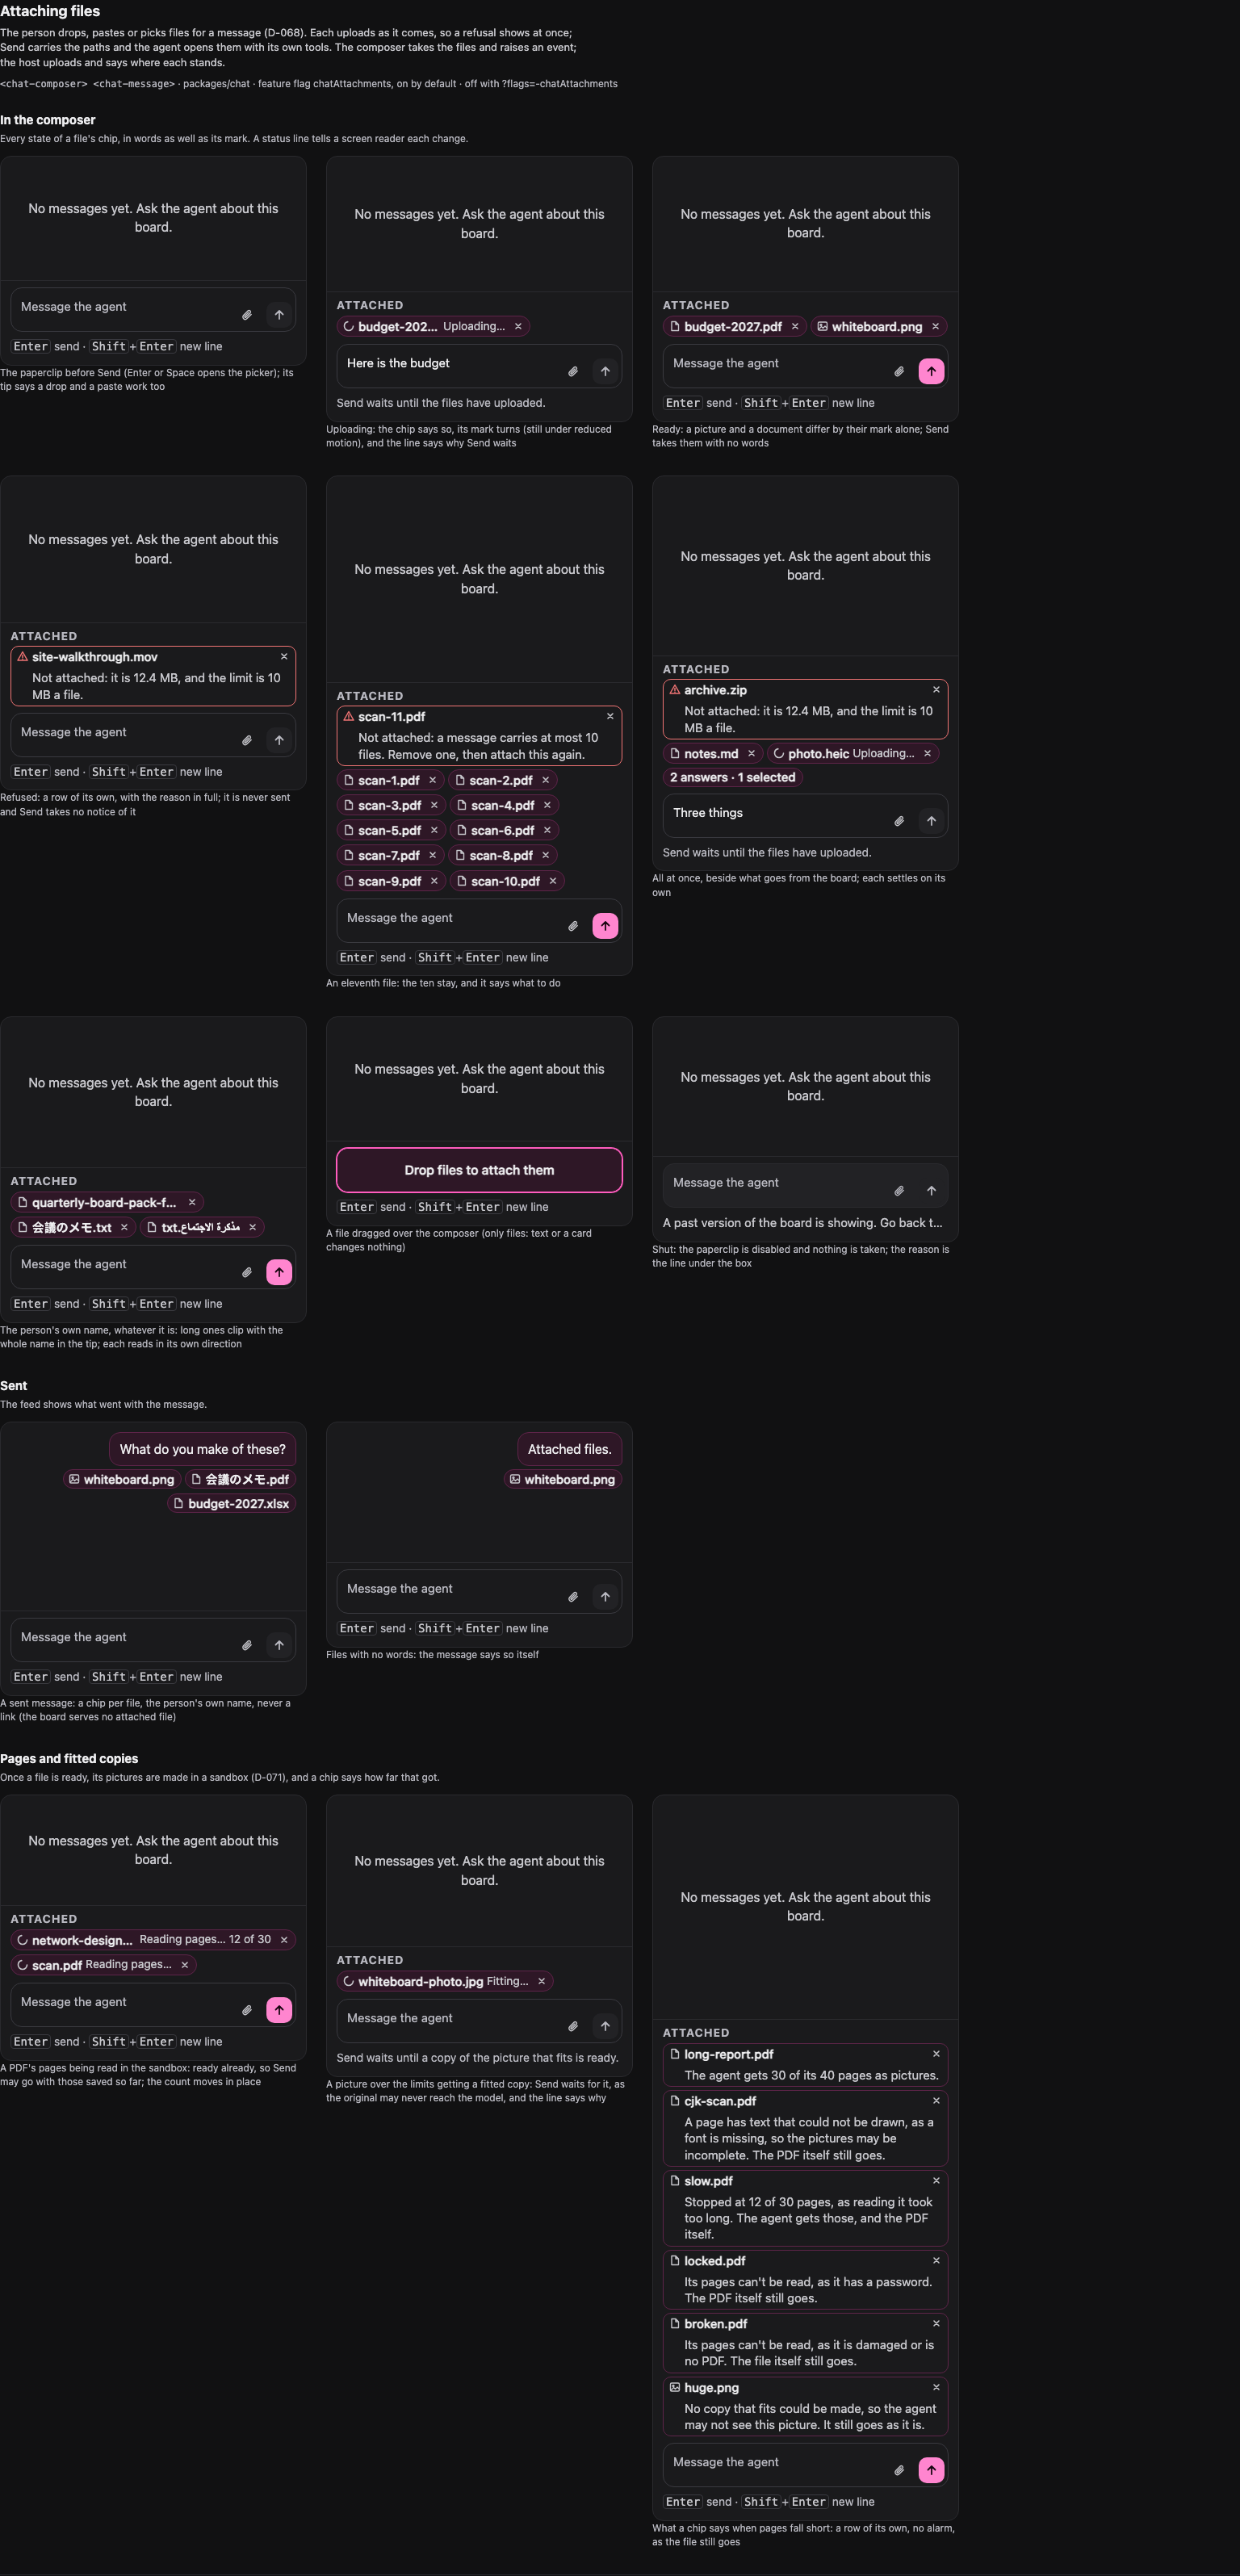 Attaching files
The person drops, pastes or picks files for a message (D-068). Each uploads as it comes, so a refusal shows at once;
Send carries the paths and the agent opens them with its own tools. The composer takes the files and raises an event;
the host uploads and says where each stands.
<chat-composer> <chat-message> · packages/chat · feature flag chatAttachments, on by default · off with ?flags=-chatAttachments
In the composer
Every state of a file's chip, in words as well as its mark. A status line tells a screen reader each change.
No messages yet. Ask the agent about this
board.
Message the agent
Enter send · Shift+Enter new line
The paperclip before Send (Enter or Space opens the picker); its
tip says a drop and a paste work too
No messages yet. Ask the agent about this
board.
ATTACHED
budget-202... Uploading...
Here is the budget
Send waits until the files have uploaded.
Uploading: the chip says so, its mark turns (still under reduced
motion), and the line says why Send waits
No messages yet. Ask the agent about this
board.
ATTACHED
budget-2027.pdf whiteboard.png
Message the agent
Enter send · Shift+Enter new line
Ready: a picture and a document differ by their mark alone; Send
takes them with no words
No messages yet. Ask the agent about this
board.
ATTACHED
site-walkthrough.mov
Not attached: it is 12.4 MB, and the limit is 10
MB a file.
Message the agent
Enter send · Shift+Enter new line
Refused: a row of its own, with the reason in full; it is never sent
and Send takes no notice of it
No messages yet. Ask the agent about this
board.
ATTACHED
scan-11.pdf
Not attached: a message carries at most 10
files. Remove one, then attach this again.
scan-1.pdf scan-2.pdf
scan-3.pdf scan-4.pdf
scan-5.pdf scan-6.pdf
scan-7.pdf scan-8.pdf
scan-9.pdf scan-10.pdf
Message the agent
Enter send · Shift+Enter new line
An eleventh file: the ten stay, and it says what to do
No messages yet. Ask the agent about this
board.
ATTACHED
archive.zip
Not attached: it is 12.4 MB, and the limit is 10
MB a file.
notes.md photo.heic Uploading...
2 answers · 1 selected
Three things
Send waits until the files have uploaded.
All at once, beside what goes from the board; each settles on its
own
No messages yet. Ask the agent about this
board.
ATTACHED
quarterly-board-pack-f...
会議のメモ.txt مذكرة الاجتماع.txt
Message the agent
Enter send · Shift+Enter new line
The person's own name, whatever it is: long ones clip with the
whole name in the tip; each reads in its own direction
No messages yet. Ask the agent about this
board.
Drop files to attach them
Enter send · Shift+Enter new line
A file dragged over the composer (only files: text or a card
changes nothing)
No messages yet. Ask the agent about this
board.
Message the agent
A past version of the board is showing. Go back t...
Shut: the paperclip is disabled and nothing is taken; the reason is
the line under the box
Sent
The feed shows what went with the message.
What do you make of these?
whiteboard.png 会議のメモ.pdf
budget-2027.xlsx
Message the agent
Enter send · Shift+Enter new line
A sent message: a chip per file, the person's own name, never a
link (the board serves no attached file)
Attached files.
whiteboard.png
Message the agent
Enter send · Shift+Enter new line
Files with no words: the message says so itself
Pages and fitted copies
Once a file is ready, its pictures are made in a sandbox (D-071), and a chip says how far that got.
No messages yet. Ask the agent about this
board.
ATTACHED
network-design... Reading pages... 12 of 30
scan.pdf Reading pages...
Message the agent
Enter send · Shift+Enter new line
A PDF's pages being read in the sandbox: ready already, so Send
may go with those saved so far; the count moves in place
No messages yet. Ask the agent about this
board.
ATTACHED
whiteboard-photo.jpg Fitting...
Message the agent
Send waits until a copy of the picture that fits is ready.
A picture over the limits getting a fitted copy: Send waits for it, as
the original may never reach the model, and the line says why
No messages yet. Ask the agent about this
board.
ATTACHED
long-report.pdf
The agent gets 30 of its 40 pages as pictures.
cjk-scan.pdf
A page has text that could not be drawn, as a
font is missing, so the pictures may be
incomplete. The PDF itself still goes.
slow.pdf
Stopped at 12 of 30 pages, as reading it took
too long. The agent gets those, and the PDF
itself.
locked.pdf
Its pages can't be read, as it has a password.
The PDF itself still goes.
broken.pdf
Its pages can't be read, as it is damaged or is
no PDF. The file itself still goes.
huge.png
No copy that fits could be made, so the agent
may not see this picture. It still goes as it is.
Message the agent
Enter send · Shift+Enter new line
What a chip says when pages fall short: a row of its own, no alarm,
as the file still goes